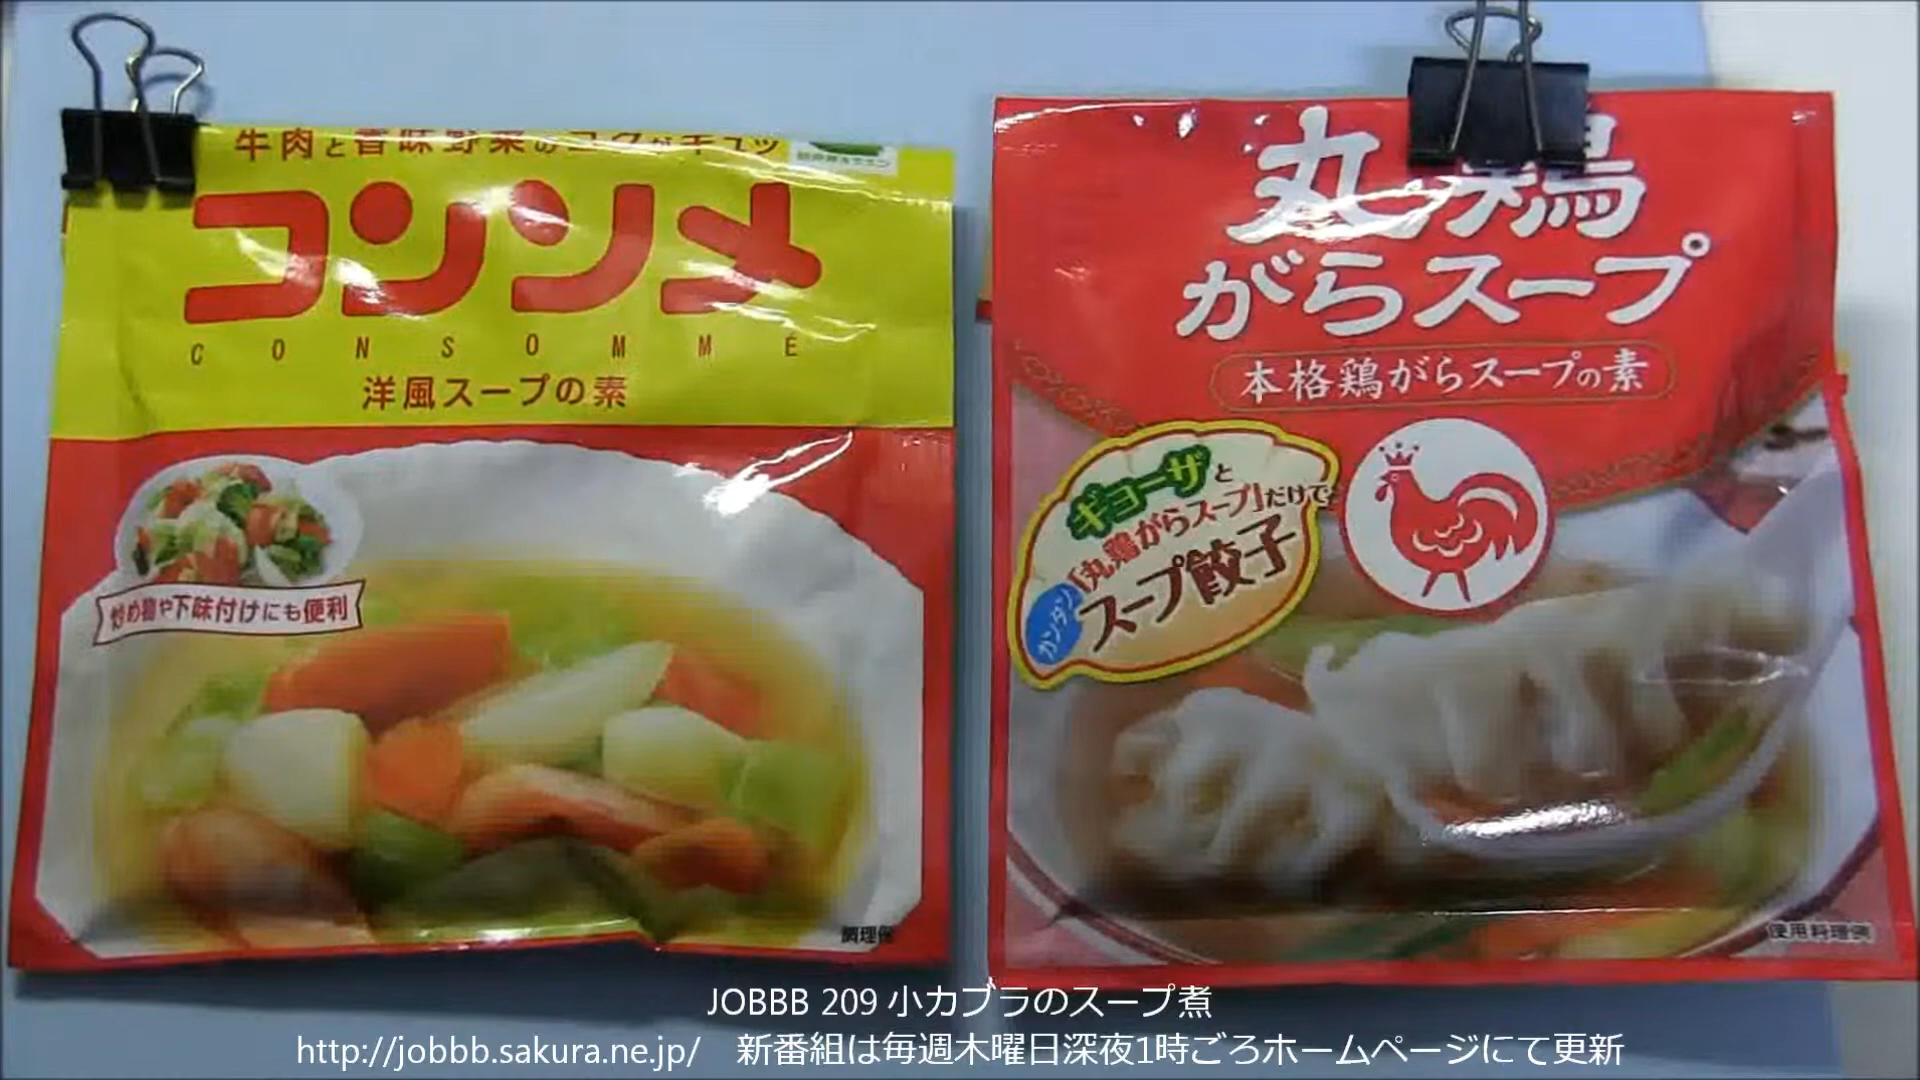 牛肉と香味野菜のコクがギュッ
コンソメ
CONSOMMÉ
洋風スープの素
炒め物や下味付けにも便利
調理例
丸鶏
がらスープ
本格鶏がらスープの素
ギョーザと
「丸鶏がらスープ」だけで
カンタン
スープ餃子
使用料理例
JOBBB 209 小カブラのスープ煮
http://jobbb.sakura.ne.jp/ 新番組は毎週木曜日深夜1時ごろホームページにて更新